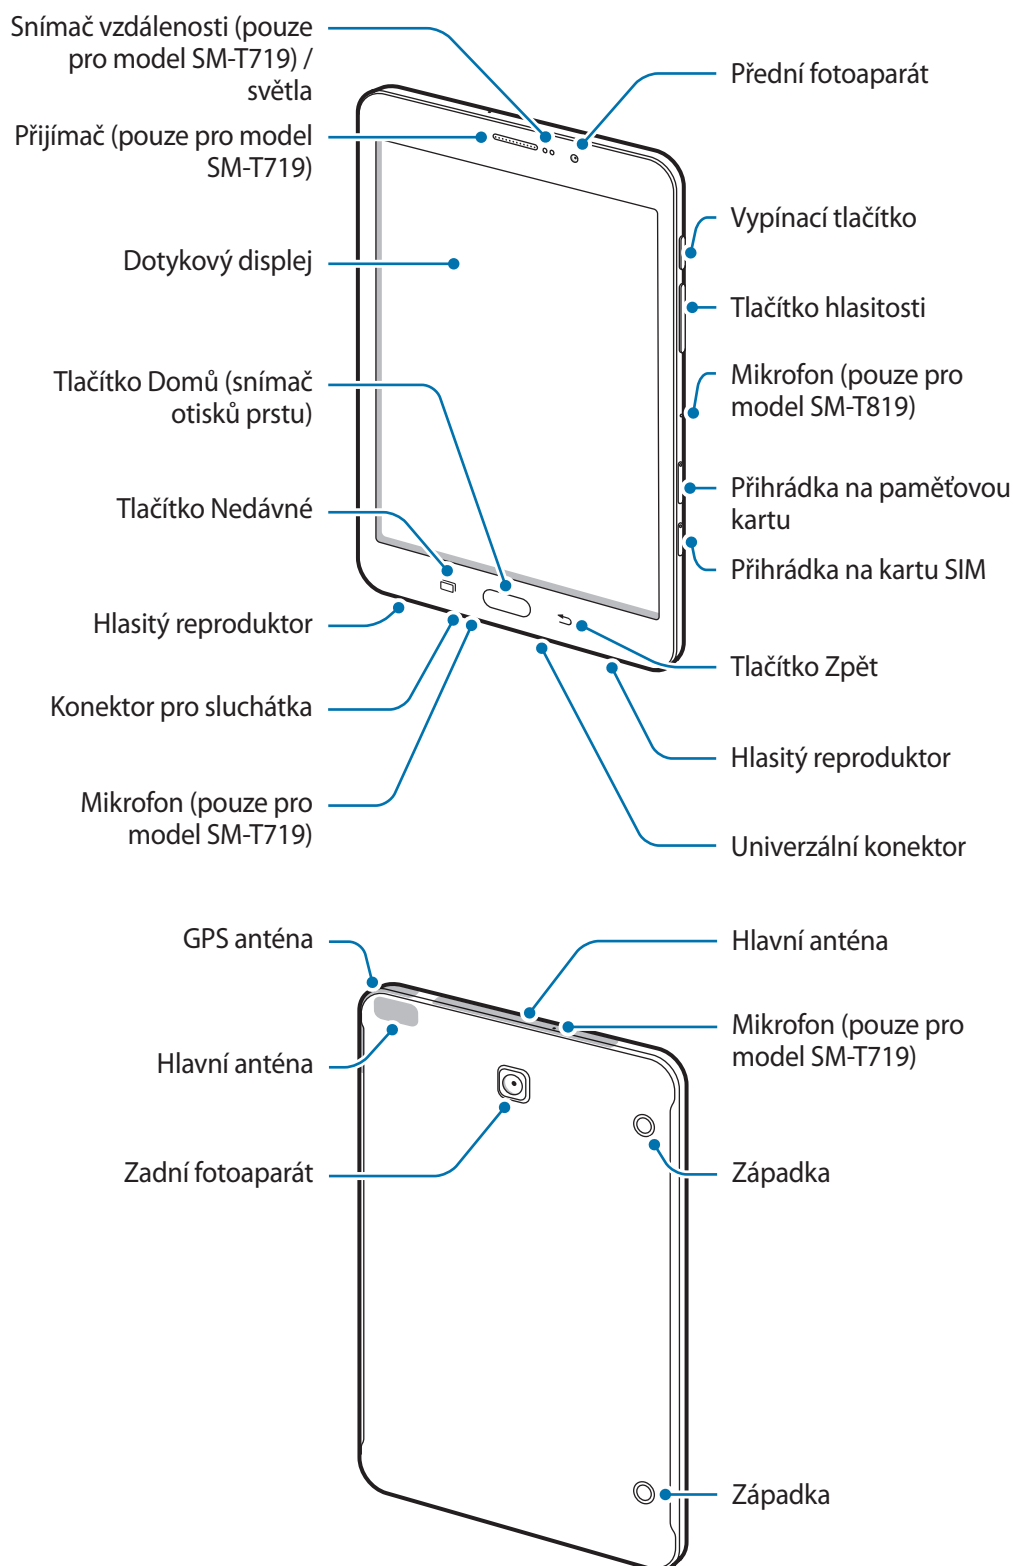 Snímač vzdálenosti (pouze
pro model SM-T719) /
světla
Přijímač (pouze pro model
SM-T719)
Dotykový displej
Tlačítko Domů (snímač
otisků prstu)
Tlačítko Nedávné
Hlasitý reproduktor
Konektor pro sluchátka
Mikrofon (pouze pro
model SM-T719)
Přední fotoaparát
Vypínací tlačítko
Tlačítko hlasitosti
Mikrofon (pouze pro
model SM-T819)
Přihrádka na paměťovou
kartu
Přihrádka na kartu SIM
Tlačítko Zpět
Hlasitý reproduktor
Univerzální konektor
GPS anténa
Hlavní anténa
Zadní fotoaparát
Hlavní anténa
Mikrofon (pouze pro
model SM-T719)
Západka
Západka